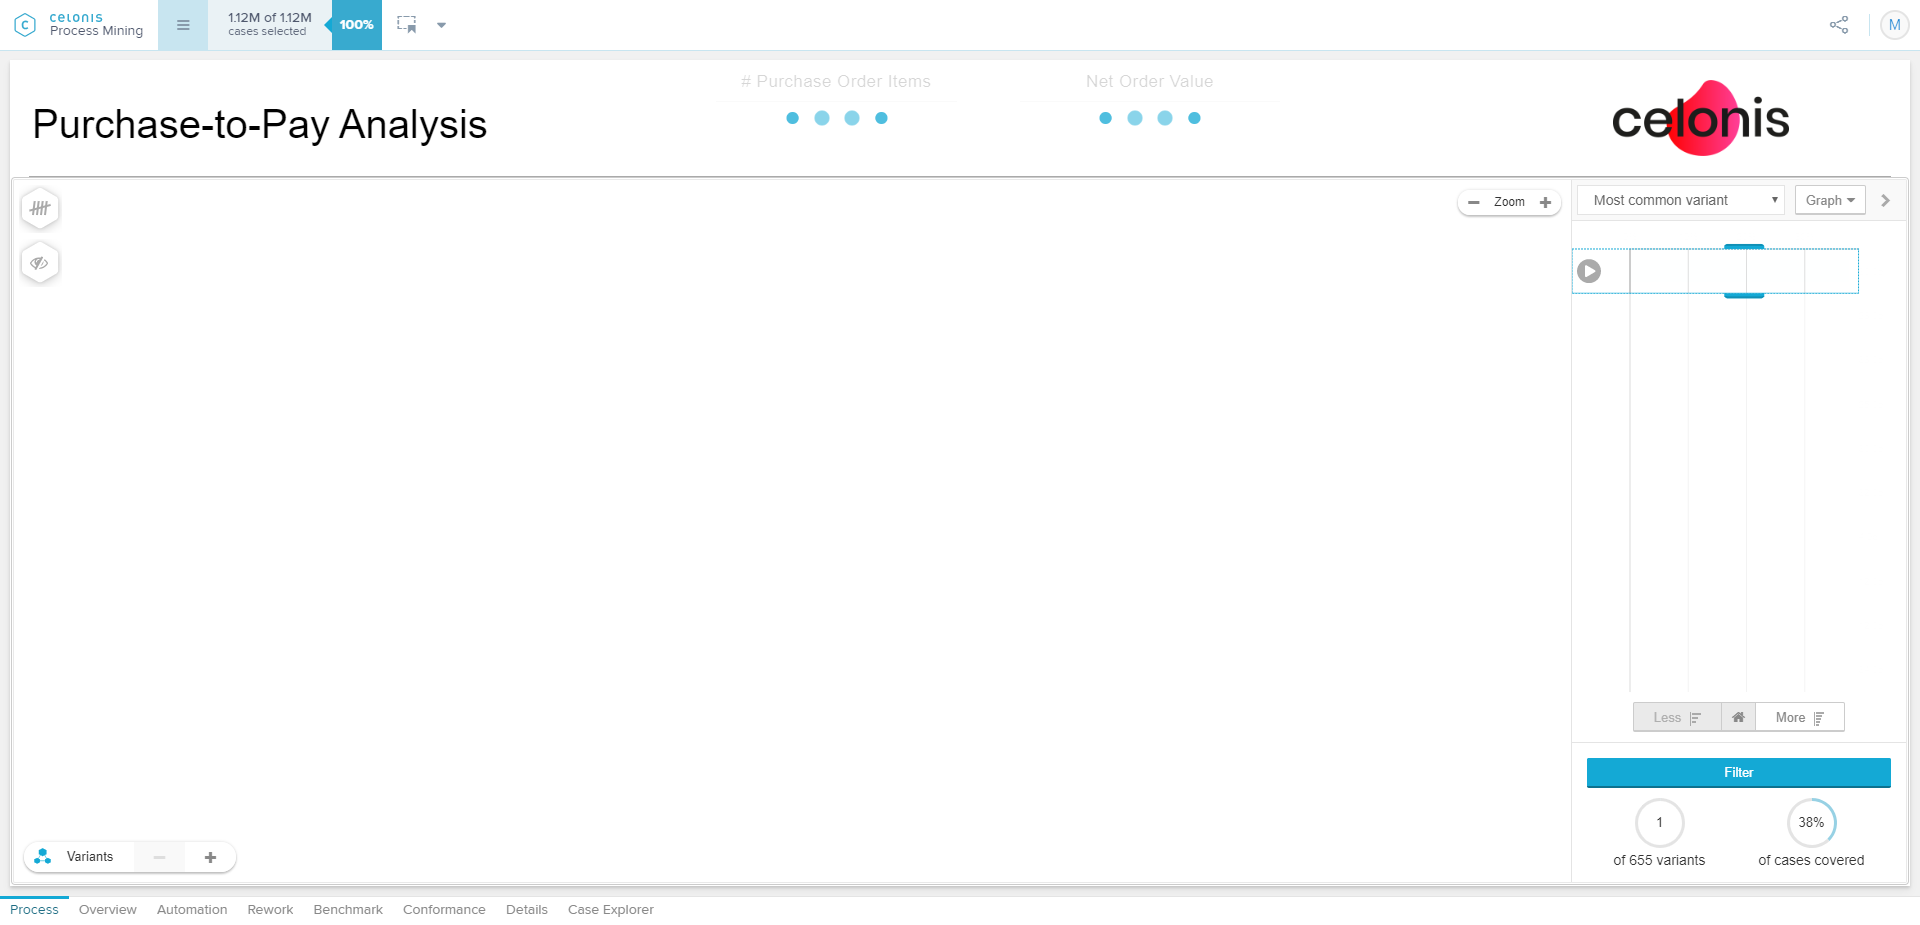 celonis
Process Mining
1.12M of 1.12M
cases selected
100%
M
Purchase-to-Pay Analysis
# Purchase Order Items
Net Order Value
celonis
Zoom
Most common variant
Graph
Less
More
Filter
1
38%
of 655 variants
of cases covered
Variants
Process
Overview
Automation
Rework
Benchmark
Conformance
Details
Case Explorer